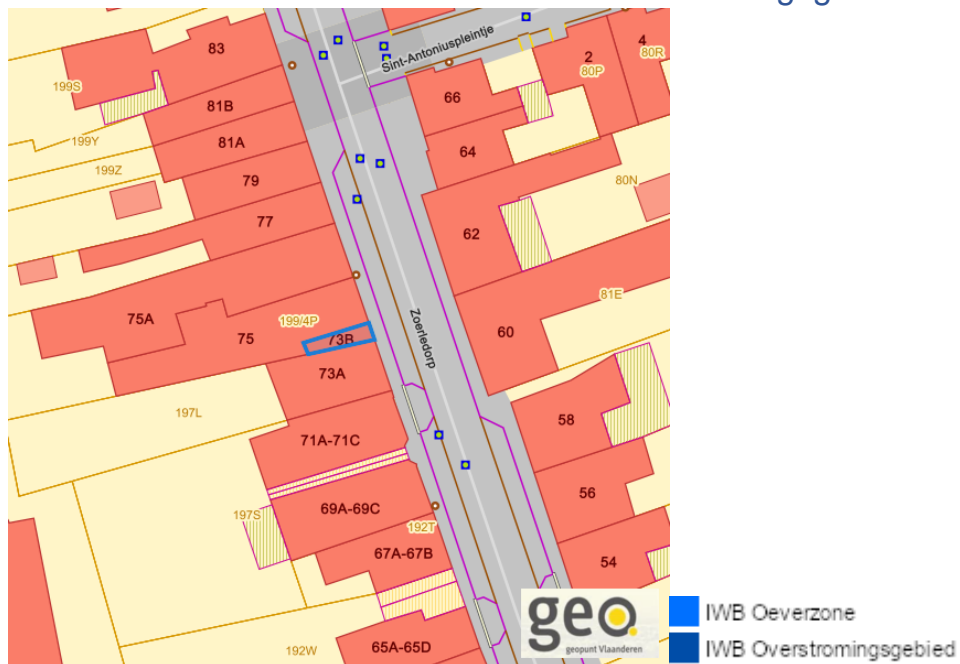 83
Sint-Antoniuspleintje
2
80P
4
80R
199S
66
81B
64
199Y
81A
199Z
79
80N
77
62
81E
75A
75
199/4P
73B
Zoerledorp
60
73A
197L
58
71A-71C
56
69A-69C
197S
192T
67A-67B
54
geo.
geopunt Vlaanderen
IWB Oeverzone
192W
65A-65D
IWB Overstromingsgebied